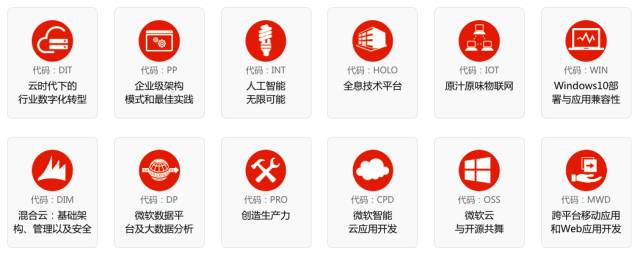 代码：DIT
云时代下的
行业数字化转型
代码：PP
企业级架构
模式和最佳实践
代码：INT
人工智能
无限可能
代码：HOLO
全息技术平台
代码：IOT
原汁原味物联网
代码：WIN
Windows10部
署与应用兼容性
代码：DIM
混合云：基础架
构、管理以及安全
代码：DP
微软数据平
台及大数据分析
代码：PRO
创造生产力
代码：CPD
微软智能
云应用开发
代码：OSS
微软云
与开源共舞
代码：MWD
跨平台移动应用
和Web应用开发